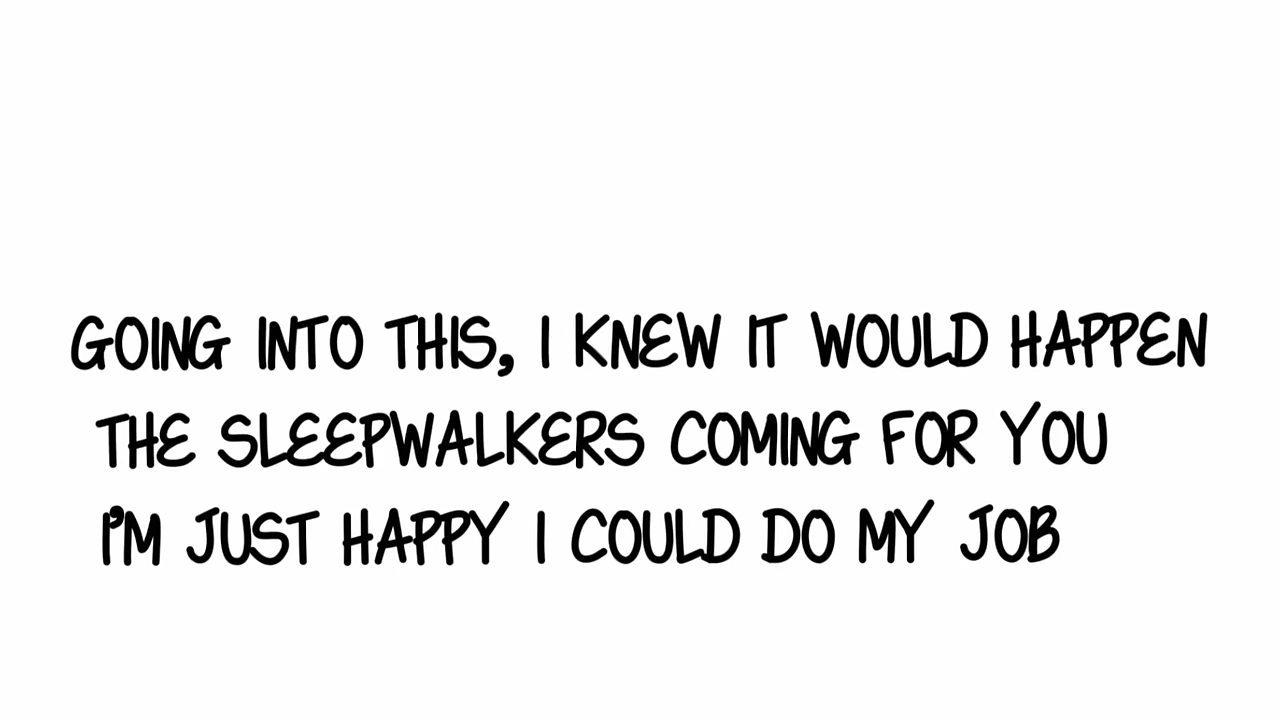 GOING INTO THIS, I KNEW IT WOULD HAPPEN
THE SLEEPWALKERS COMING FOR YOU
I'M JUST HAPPY I COULD DO MY JOB